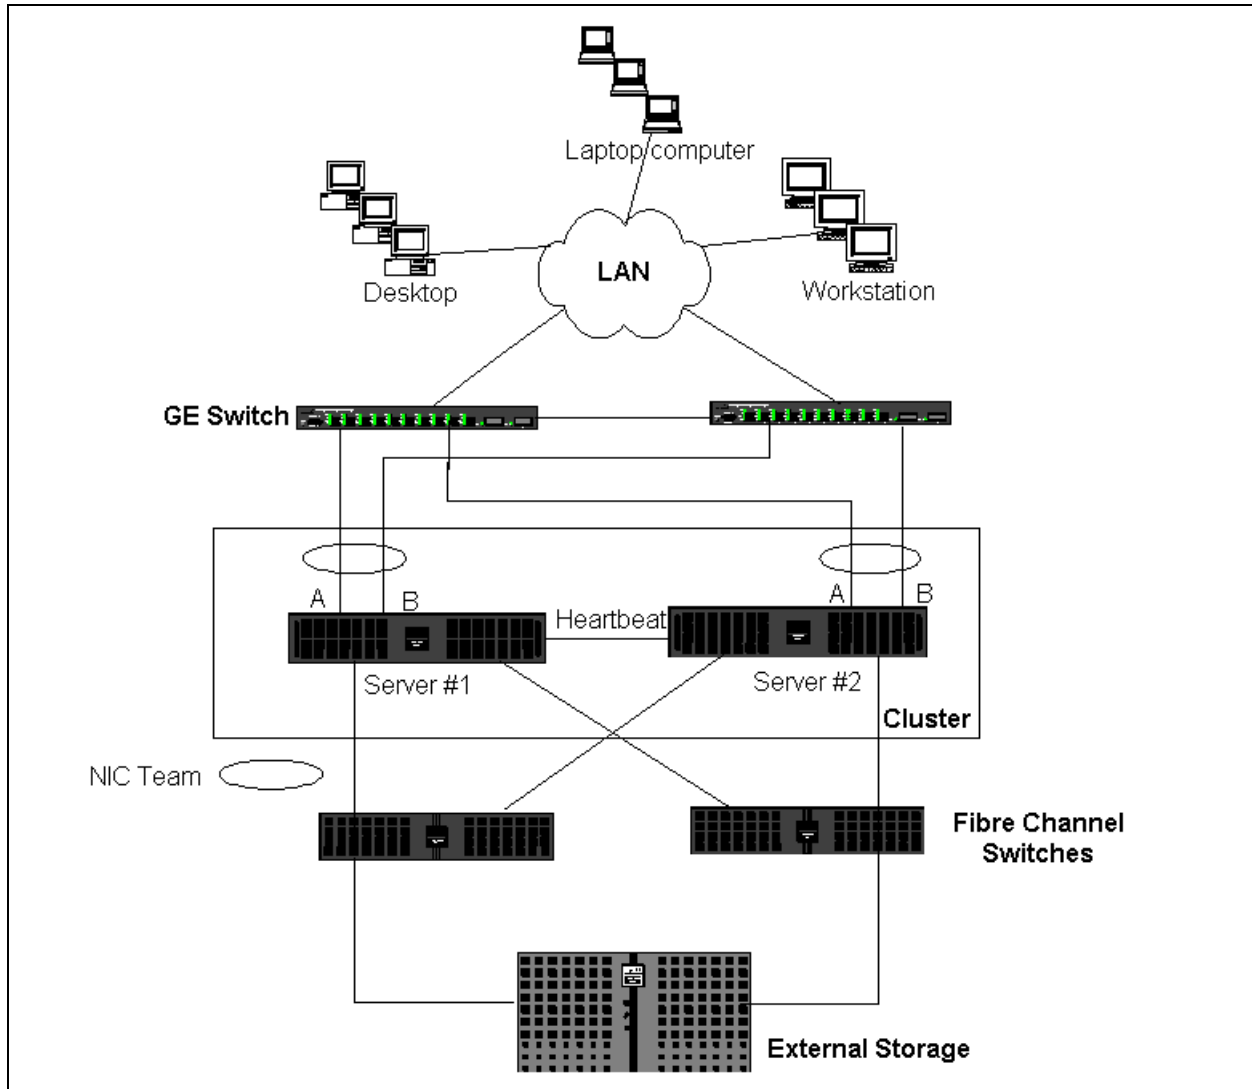 Laptop computer
Desktop
LAN
Workstation
GE Switch
A
B
A
B
Heartbeat
Server #1
Server #2
Cluster
NIC Team
Fibre Channel
Switches
External Storage